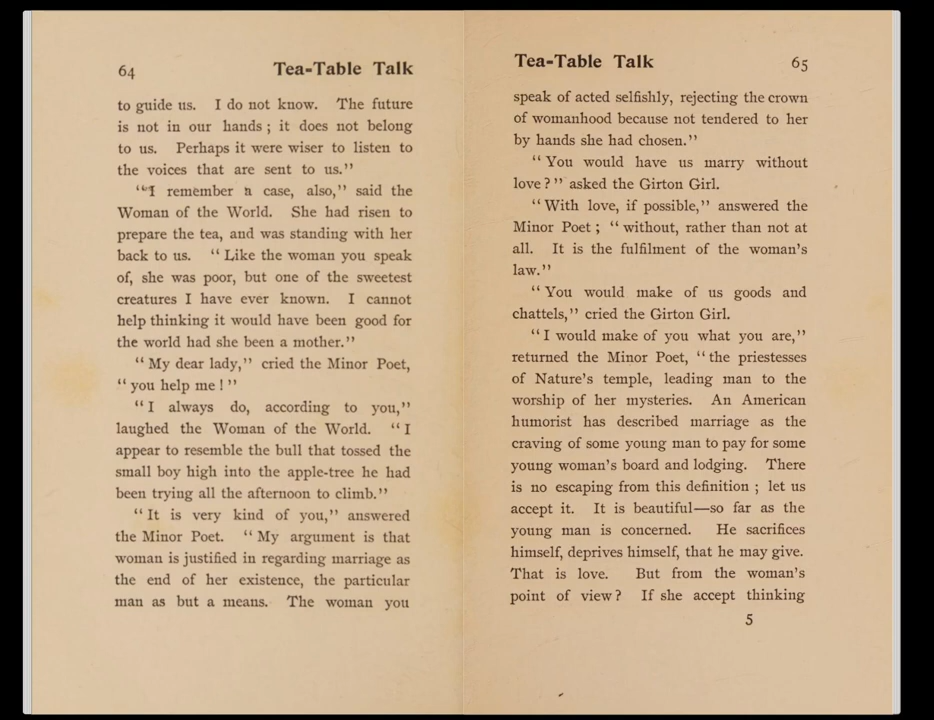 64 Tea-Table Talk
to guide us. I do not know. The future
is not in our hands ; it does not belong
to us. Perhaps it were wiser to listen to
the voices that are sent to us.”
“I remember a case, also,” said the
Woman of the World. She had risen to
prepare the tea, and was standing with her
back to us. “ Like the woman you speak
of, she was poor, but one of the sweetest
creatures I have ever known. I cannot
help thinking it would have been good for
the world had she been a mother.”
“ My dear lady,” cried the Minor Poet,
“ you help me ! ”
“ I always do, according to you,”
laughed the Woman of the World. “ I
appear to resemble the bull that tossed the
small boy high into the apple-tree he had
been trying all the afternoon to climb.”
“ It is very kind of you,” answered
the Minor Poet. “ My argument is that
woman is justified in regarding marriage as
the end of her existence, the particular
man as but a means. The woman you
Tea-Table Talk 65
speak of acted selfishly, rejecting the crown
of womanhood because not tendered to her
by hands she had chosen.”
“ You would have us marry without
love ? ” asked the Girton Girl.
“ With love, if possible,” answered the
Minor Poet ; “ without, rather than not at
all. It is the fulfilment of the woman’s
law.”
“ You would make of us goods and
chattels,” cried the Girton Girl.
“ I would make of you what you are,”
returned the Minor Poet, “ the priestesses
of Nature’s temple, leading man to the
worship of her mysteries. An American
humorist has described marriage as the
craving of some young man to pay for some
young woman’s board and lodging. There
is no escaping from this definition ; let us
accept it. It is beautiful—so far as the
young man is concerned. He sacrifices
himself, deprives himself, that he may give.
That is love. But from the woman’s
point of view ? If she accept thinking
5